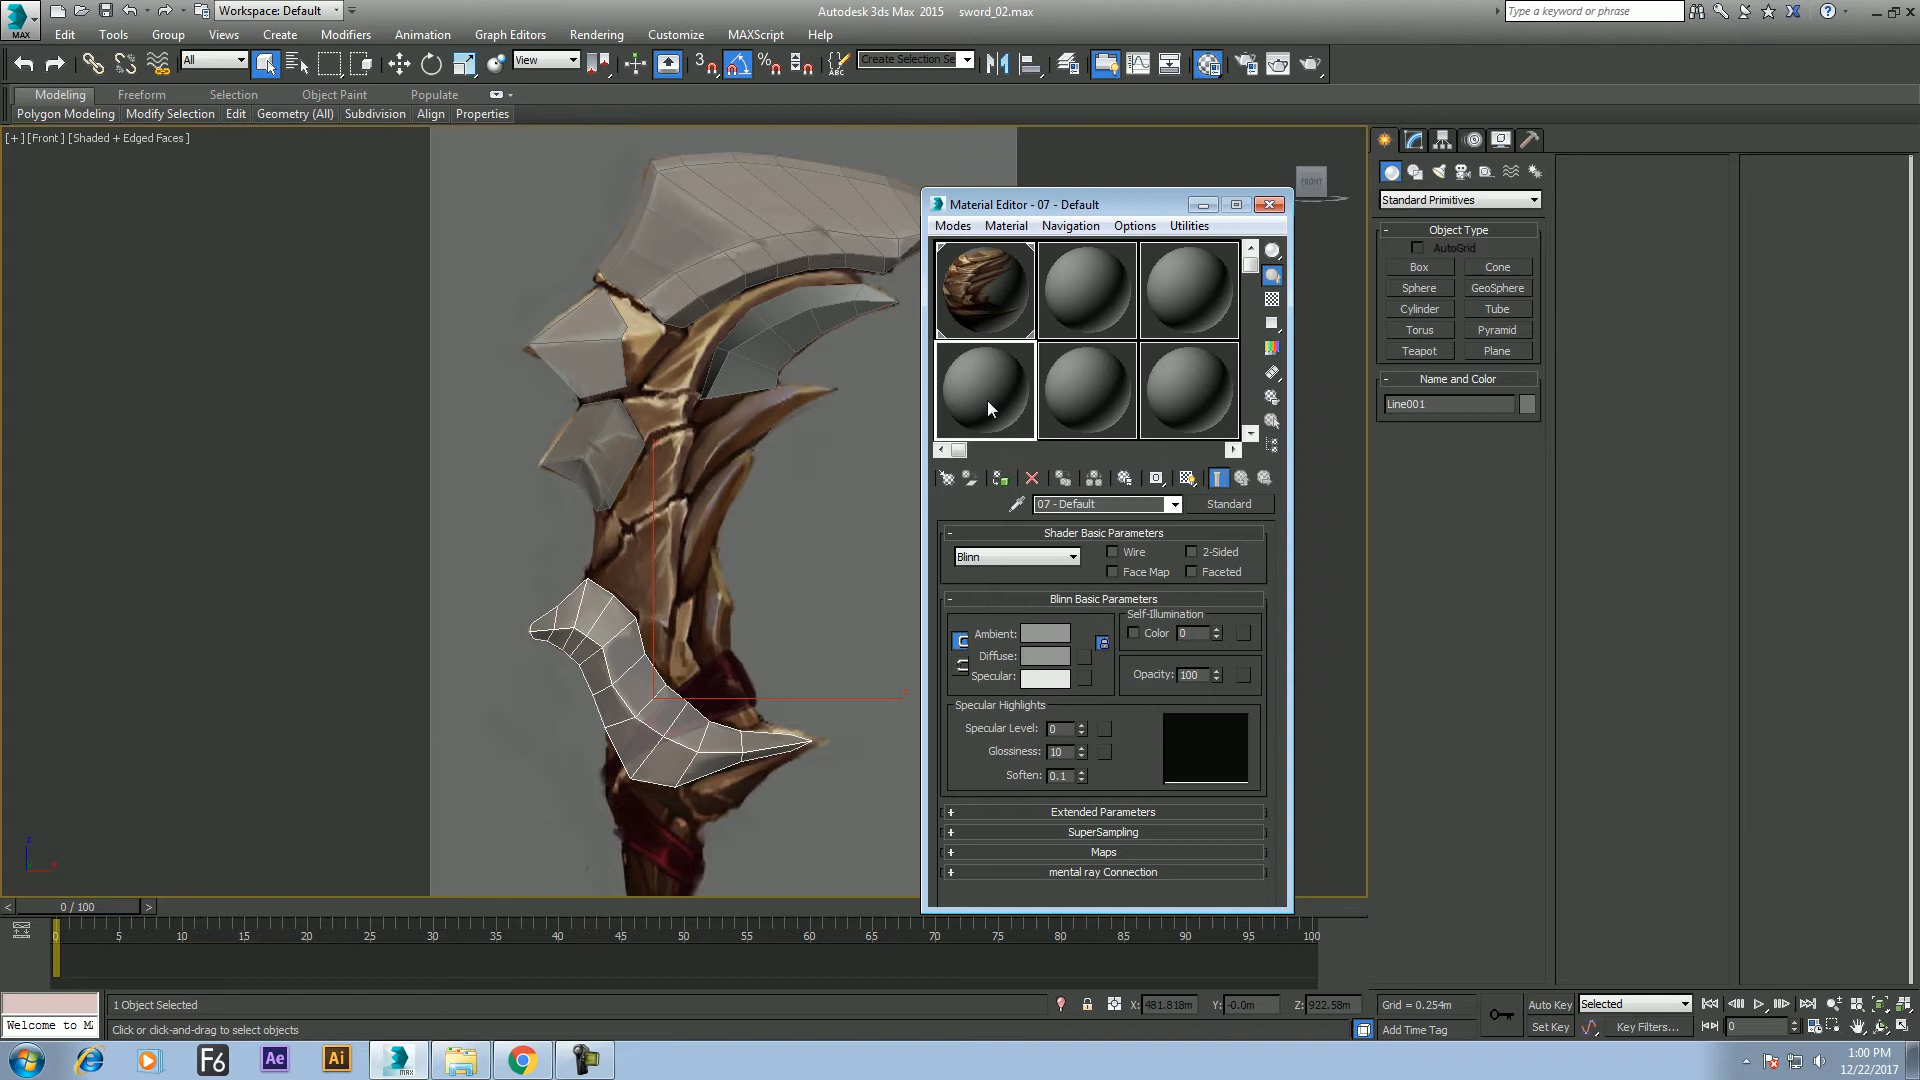 Workspace: Default
Autodesk 3ds Max 2015 sword_02.max
Type a keyword or phrase
MAX
Edit Tools Group Views Create Modifiers Animation Graph Editors Rendering Customize MAXScript Help
All View 3 % ABC Create Selection Se
Modeling Freeform Selection Object Paint Populate
Polygon Modeling Modify Selection Edit Geometry (All) Subdivision Align Properties
[+] [Front] [Shaded + Edged Faces ]
FRONT
Material Editor - 07 - Default
Modes Material Navigation Options Utilities
07 - Default Standard
- Shader Basic Parameters
Blinn Wire 2-Sided
Face Map Faceted
- Blinn Basic Parameters
Self-Illumination
Ambient: Color 0
Diffuse:
Specular: Opacity: 100
Specular Highlights
Specular Level: 0
Glossiness: 10
Soften: 0.1
+ Extended Parameters
+ SuperSampling
+ Maps
+ mental ray Connection
Standard Primitives
- Object Type
AutoGrid
Box Cone
Sphere GeoSphere
Cylinder Tube
Torus Pyramid
Teapot Plane
- Name and Color
Line001
z
x
< 0 / 100 >
0 5 10 15 20 25 30 35 40 45 50 55 60 65 70 75 80 85 90 95 100
1 Object Selected X: 481.818m Y: -0.0m Z: 922.58m Grid = 0.254m Auto Key Selected
Welcome to M Click or click-and-drag to select objects Add Time Tag Set Key Key Filters... 0
F6 Ae Ai MAX
1:00 PM
12/22/2017